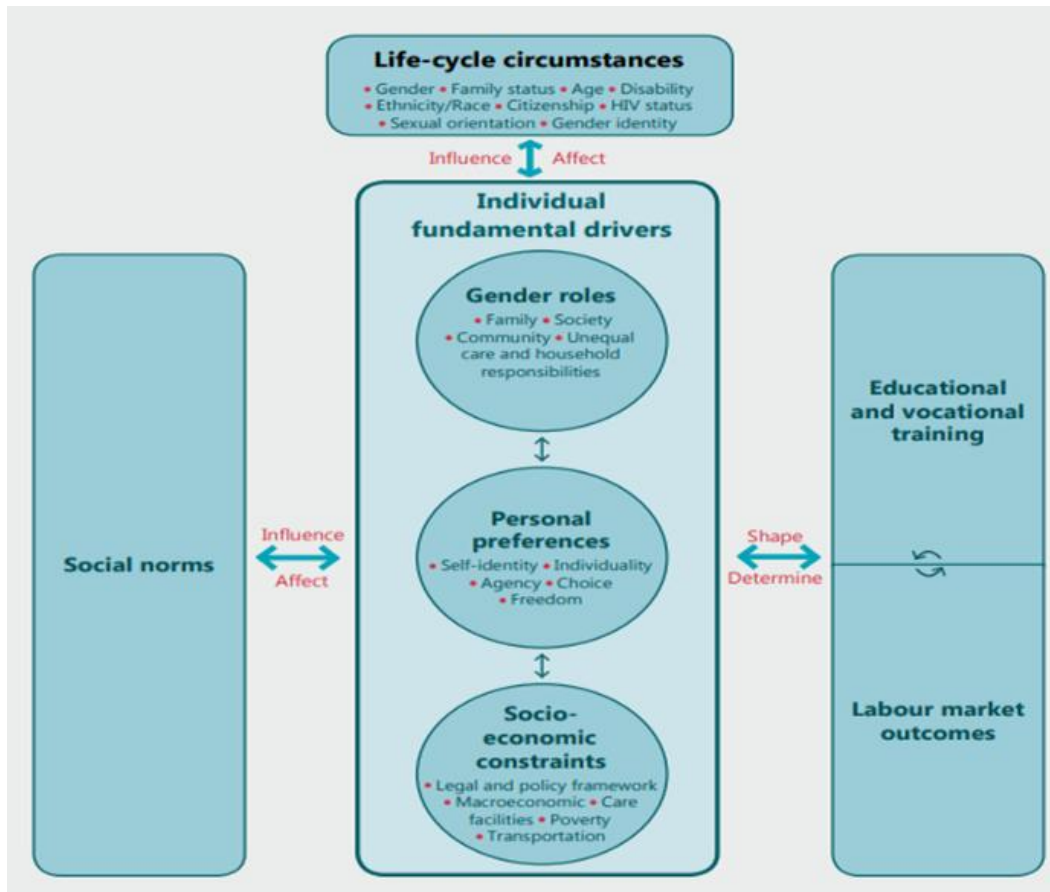 Life-cycle circumstances
• Gender • Family status • Age • Disability
• Ethnicity/Race • Citizenship • HIV status
• Sexual orientation • Gender identity
Influence Affect
Individual
fundamental drivers
Gender roles
• Family • Society
• Community • Unequal
care and household
responsibilities
Personal
preferences
• Self-identity • Individuality
• Agency • Choice
• Freedom
Socio-
economic
constraints
• Legal and policy framework
• Macroeconomic • Care
facilities • Poverty
• Transportation
Social norms
Influence
Affect
Shape
Determine
Educational
and vocational
training
Labour market
outcomes